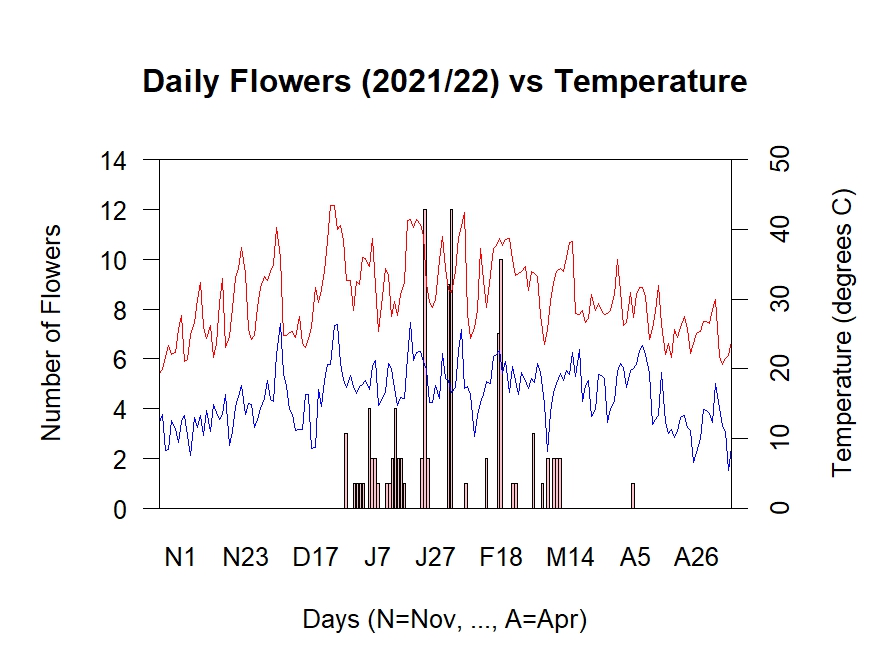 Daily Flowers (2021/22) vs Temperature
Number of Flowers
14
12
10
8
6
4
2
0
50
40
30
20
10
0
Temperature (degrees C)
N1 N23 D17 J7 J27 F18 M14 A5 A26
Days (N=Nov, ..., A=Apr)